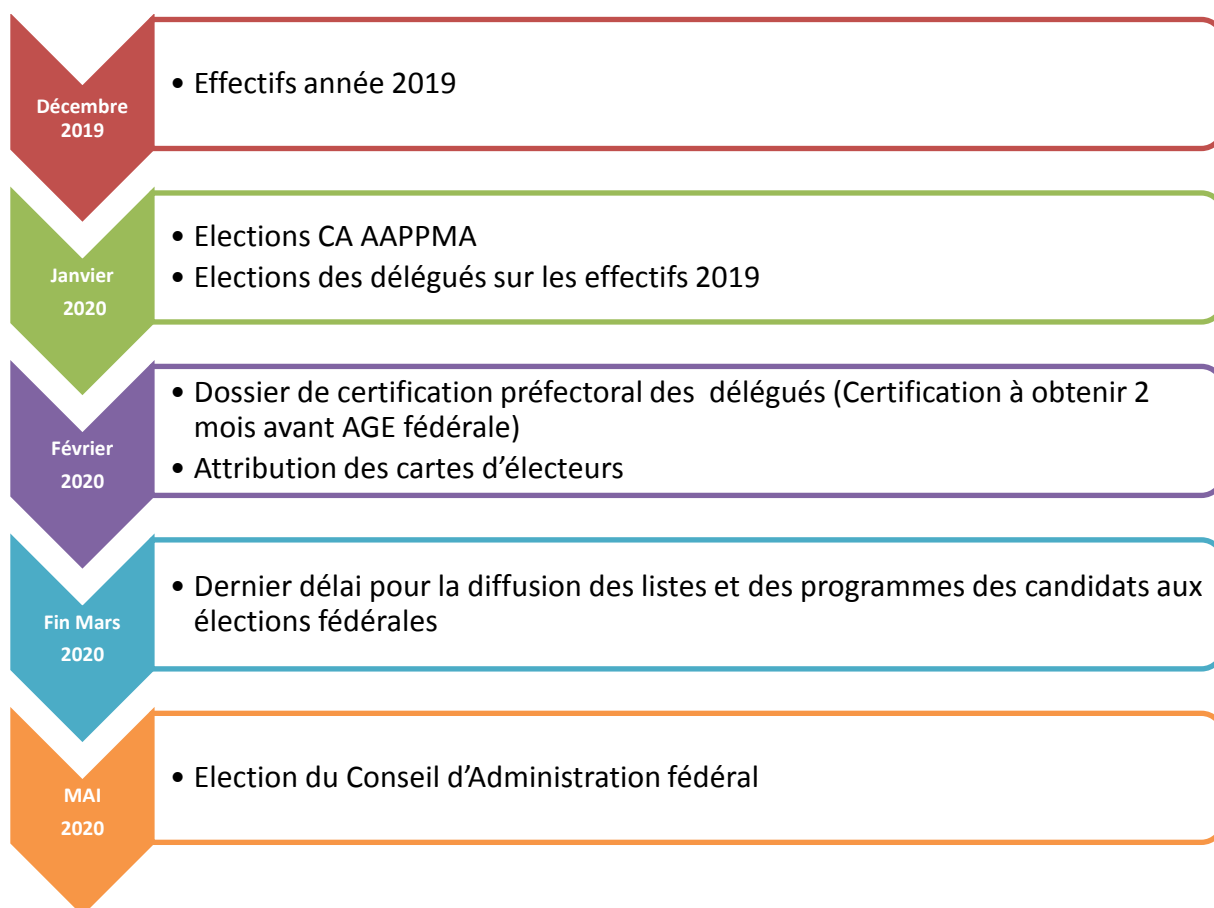 Décembre
2019
• Effectifs année 2019
Janvier
2020
• Elections CA AAPPMA
• Elections des délégués sur les effectifs 2019
Février
2020
• Dossier de certification préfectoral des  délégués (Certification à obtenir 2
mois avant AGE fédérale)
• Attribution des cartes d’électeurs
Fin Mars
2020
• Dernier délai pour la diffusion des listes et des programmes des candidats aux
élections fédérales
MAI
2020
• Election du Conseil d’Administration fédéral